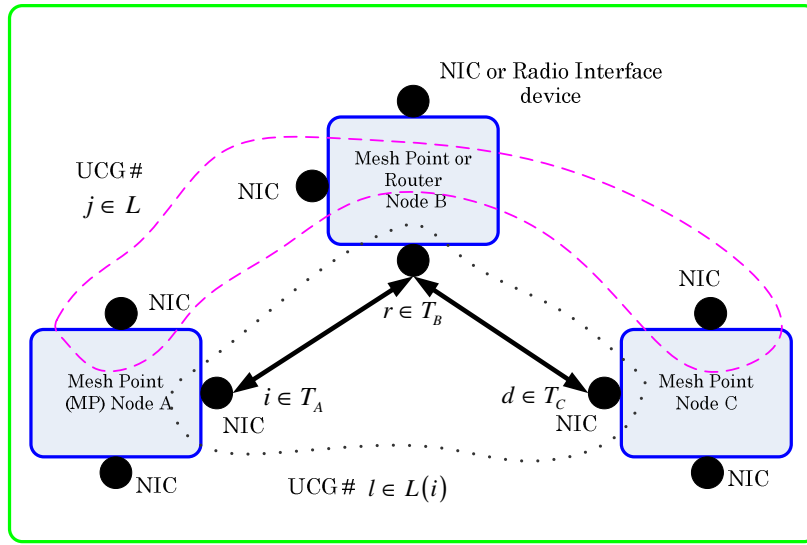 NIC or Radio Interface
device
Mesh Point or
Router
Node B
UCG#
j ∈ L
NIC
NIC
NIC
r ∈ T_B
Mesh Point
(MP) Node A
i ∈ T_A
NIC
d ∈ T_C
NIC
Mesh Point
Node C
NIC
UCG# l ∈ L(i)
NIC